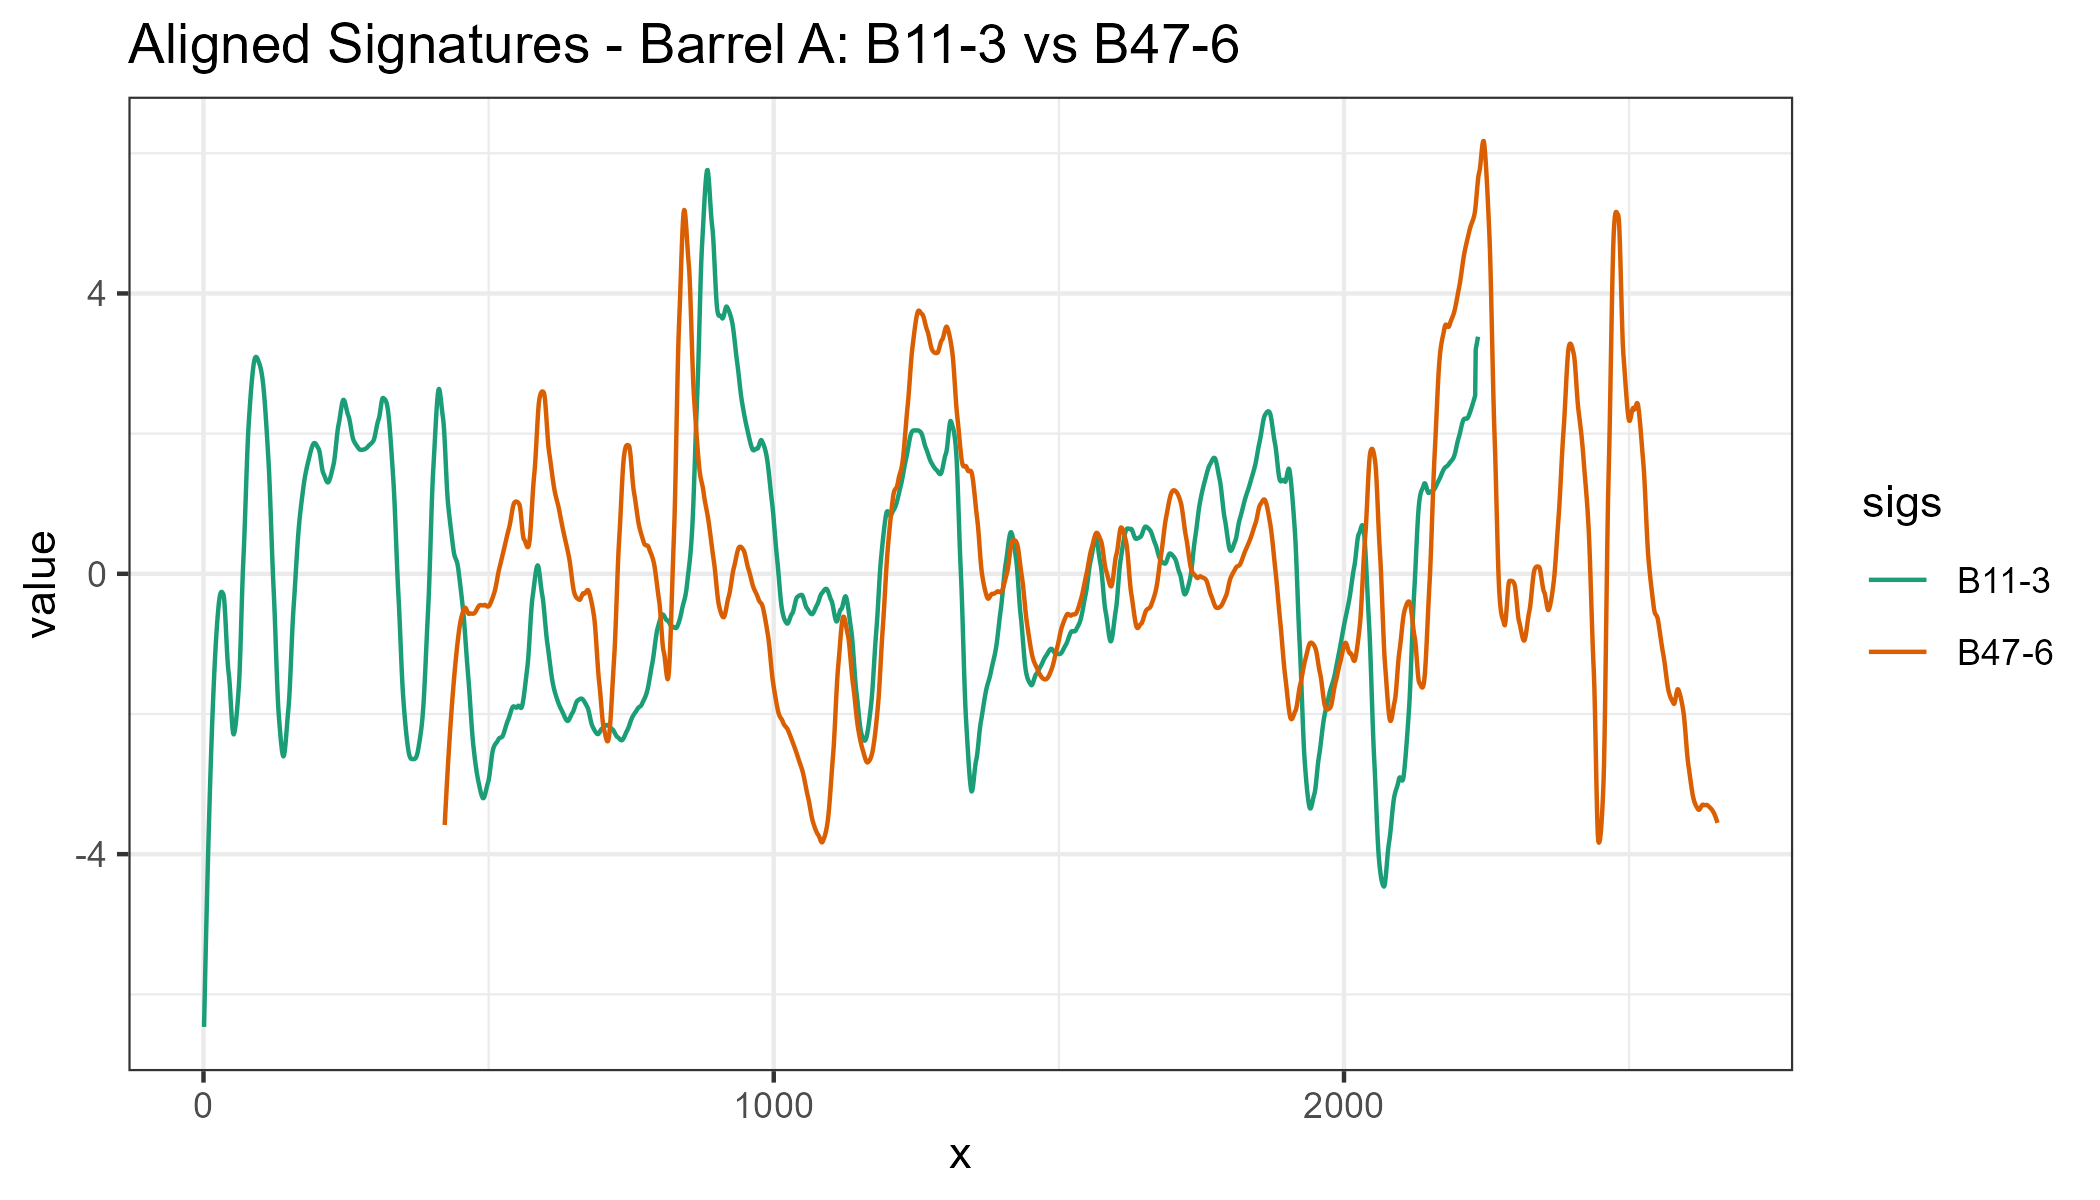 Aligned Signatures - Barrel A: B11-3 vs B47-6
value
4
0
-4
0 1000 2000
x
sigs
B11-3
B47-6